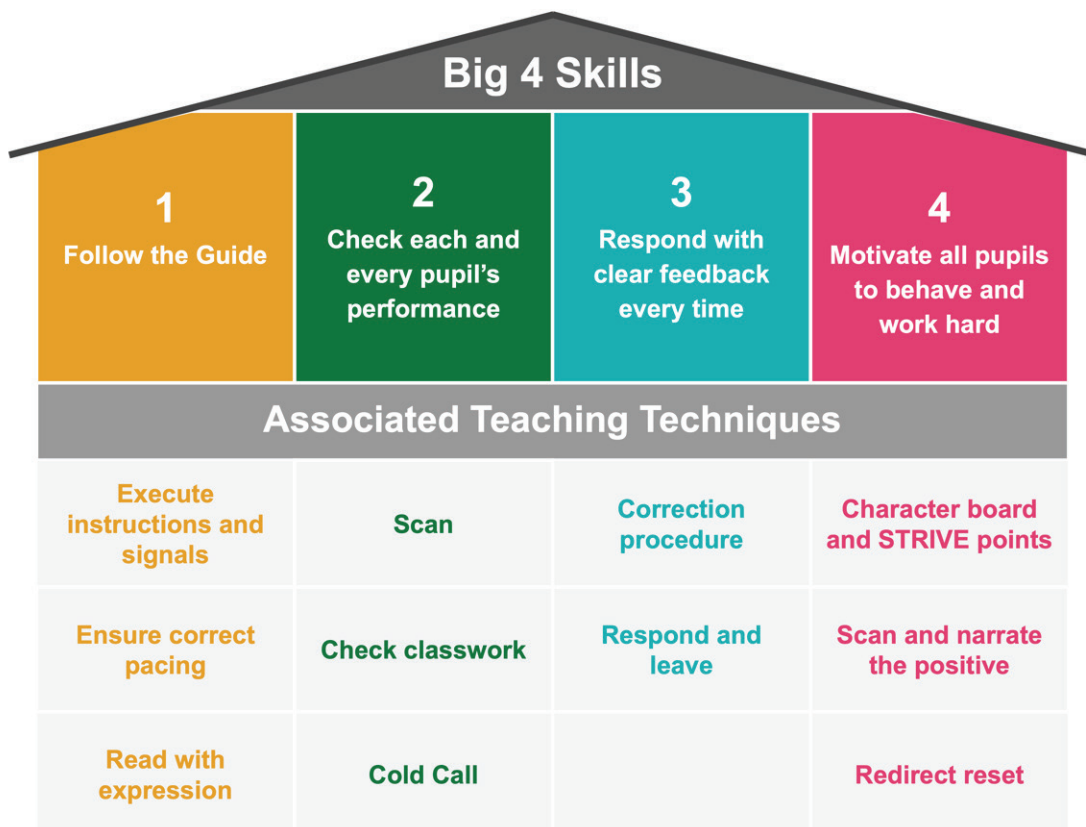 Big 4 Skills
1
Follow the Guide
2
Check each and
every pupil's
performance
3
Respond with
clear feedback
every time
4
Motivate all pupils
to behave and
work hard
Associated Teaching Techniques
Execute
instructions and
signals
Scan
Correction
procedure
Character board
and STRIVE points
Ensure correct
pacing
Check classwork
Respond and
leave
Scan and narrate
the positive
Read with
expression
Cold Call
Redirect reset